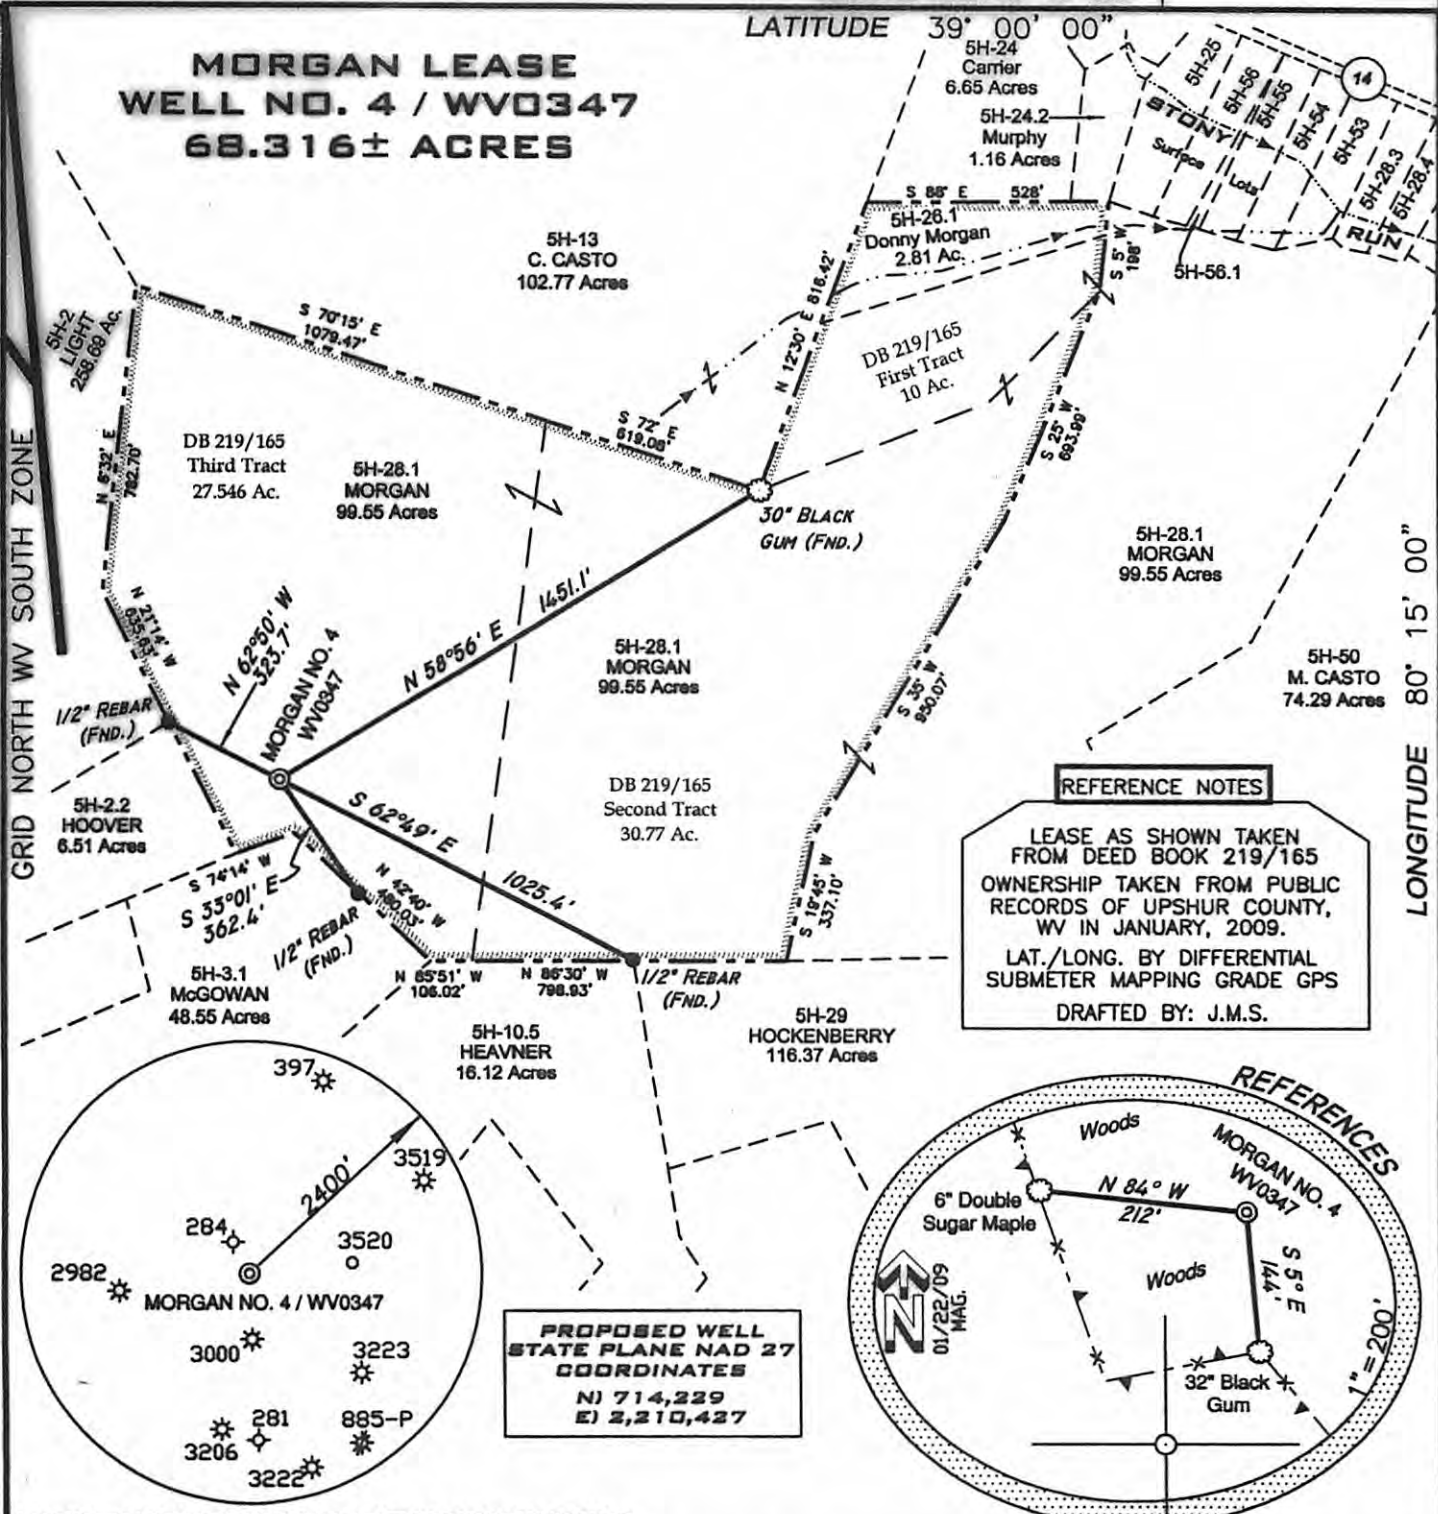 LATITUDE 39° 00' 00"
MORGAN LEASE
WELL NO. 4 / WV0347
68.316± ACRES
5H-24
Carrier
6.65 Acres
5H-24.2
Murphy
1.16 Acres
5H-25
5H-56
5H-55
5H-54
5H-53
5H-28.3
5H-28.4
14
STONY
RUN
Surface
Lots
5H-56.1
S 88° E 528'
5H-26.1
Donny Morgan
2.81 Ac.
S 5° W
198'
5H-13
C. CASTO
102.77 Acres
N 12°30' E 816.42'
5H-2
LIGHT
258.69 Ac.
S 70°15' E
1079.47'
DB 219/165
First Tract
10 Ac.
S 72° E
619.08'
S 25° W
693.99'
N 6°32' E
782.70'
DB 219/165
Third Tract
27.546 Ac.
5H-28.1
MORGAN
99.55 Acres
30" BLACK
GUM (FND.)
5H-28.1
MORGAN
99.55 Acres
GRID NORTH WV SOUTH ZONE
LONGITUDE 80° 15' 00"
N 21°14' W
635.63'
N 62°50' W
323.7'
MORGAN NO. 4
WV0347
N 58°56' E 1451.1'
5H-28.1
MORGAN
99.55 Acres
5H-50
M. CASTO
74.29 Acres
S 35° W
950.07'
1/2" REBAR
(FND.)
5H-2.2
HOOVER
6.51 Acres
S 62°49' E 1025.4'
DB 219/165
Second Tract
30.77 Ac.
S 74°14' W
S 33°01' E
362.4'
N 42°40' W
480.03'
1/2" REBAR
(FND.)
S 19°45' W
337.10'
5H-3.1
McGOWAN
48.55 Acres
N 85°51' W
106.02'
N 86°30' W
798.93'
1/2" REBAR
(FND.)
5H-10.5
HEAVNER
16.12 Acres
5H-29
HOCKENBERRY
116.37 Acres
REFERENCE NOTES
LEASE AS SHOWN TAKEN
FROM DEED BOOK 219/165
OWNERSHIP TAKEN FROM PUBLIC
RECORDS OF UPSHUR COUNTY,
WV IN JANUARY, 2009.
LAT./LONG. BY DIFFERENTIAL
SUBMETER MAPPING GRADE GPS
DRAFTED BY: J.M.S.
397
3519
2400'
284
3520
2982
MORGAN NO. 4 / WV0347
3000
3223
281
885-P
3206
3222
PROPOSED WELL
STATE PLANE NAD 27
COORDINATES
N) 714,229
E) 2,210,427
REFERENCES
Woods
MORGAN NO. 4
WV0347
6" Double
Sugar Maple
N 84° W
212'
Woods
S 5° E
144'
N
01/22/09
MAG.
32" Black
Gum
1" = 200'